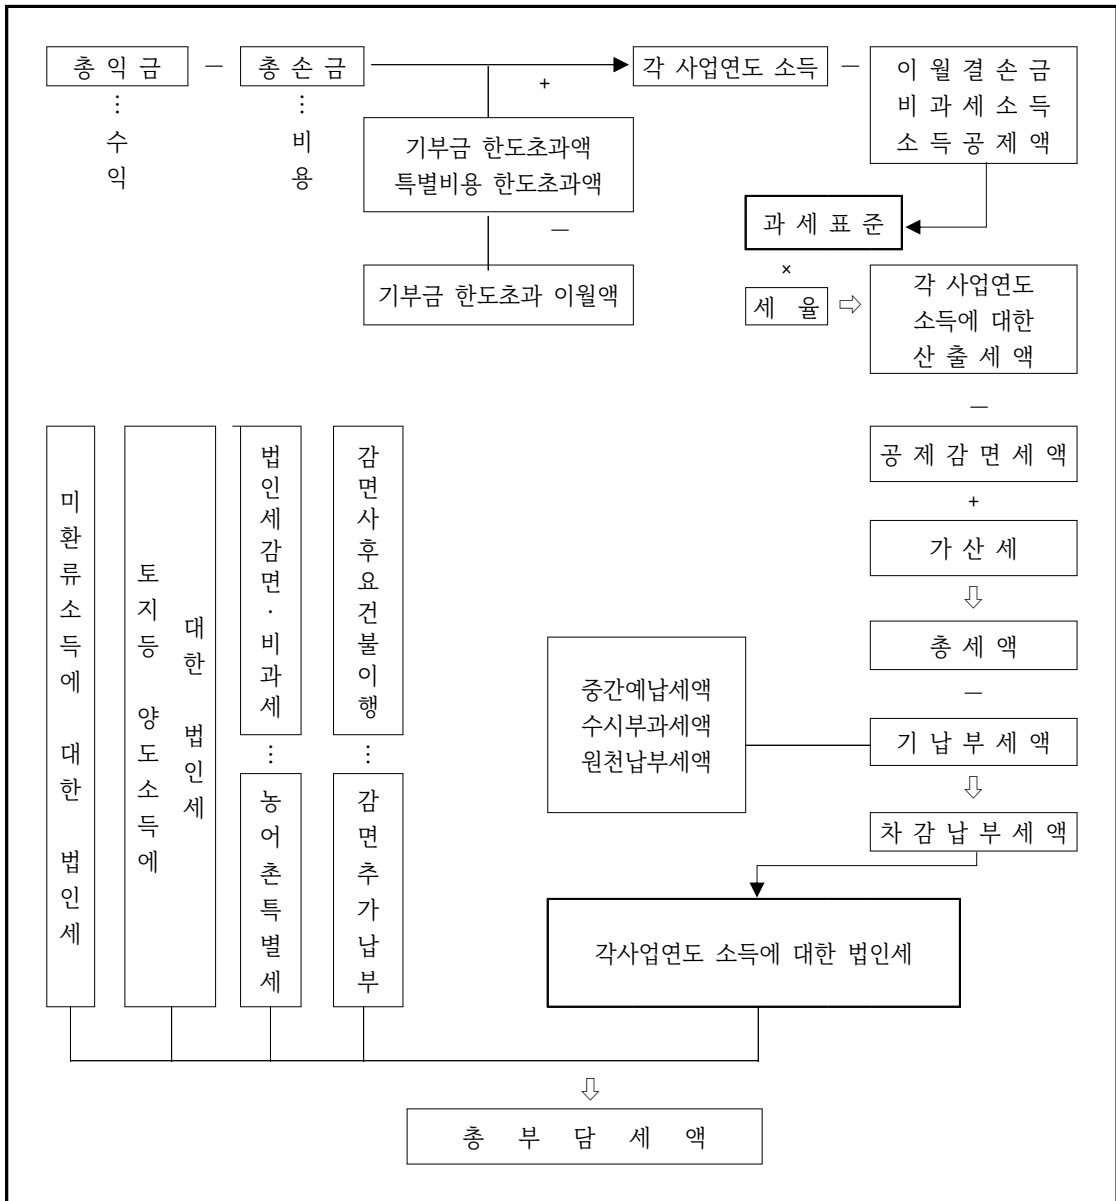 총 익 금 － 총 손 금
각 사업연도 소득 －
이 월 결 손 금
비 과 세 소 득
소 득 공 제 액
+
… 수 익
… 비 용
기부금 한도초과액
특별비용 한도초과액
－
기부금 한도초과 이월액
과 세 표 준
×
세 율 ⇨
각 사업연도
소득에 대한
산 출 세 액
－
공 제 감 면 세 액
+
가 산 세
⇩
총 세 액
－
기 납 부 세 액
중간예납세액
수시부과세액
원천납부세액
⇩
차 감 납 부 세 액
각사업연도 소득에 대한 법인세
미환류소득에 대한 법인세
토지등 양도소득에
대한 법인세
법인세감면·비과세
…
농어촌특별세
감면사후요건불이행
…
감면추가납부
⇩
총 부 담 세 액